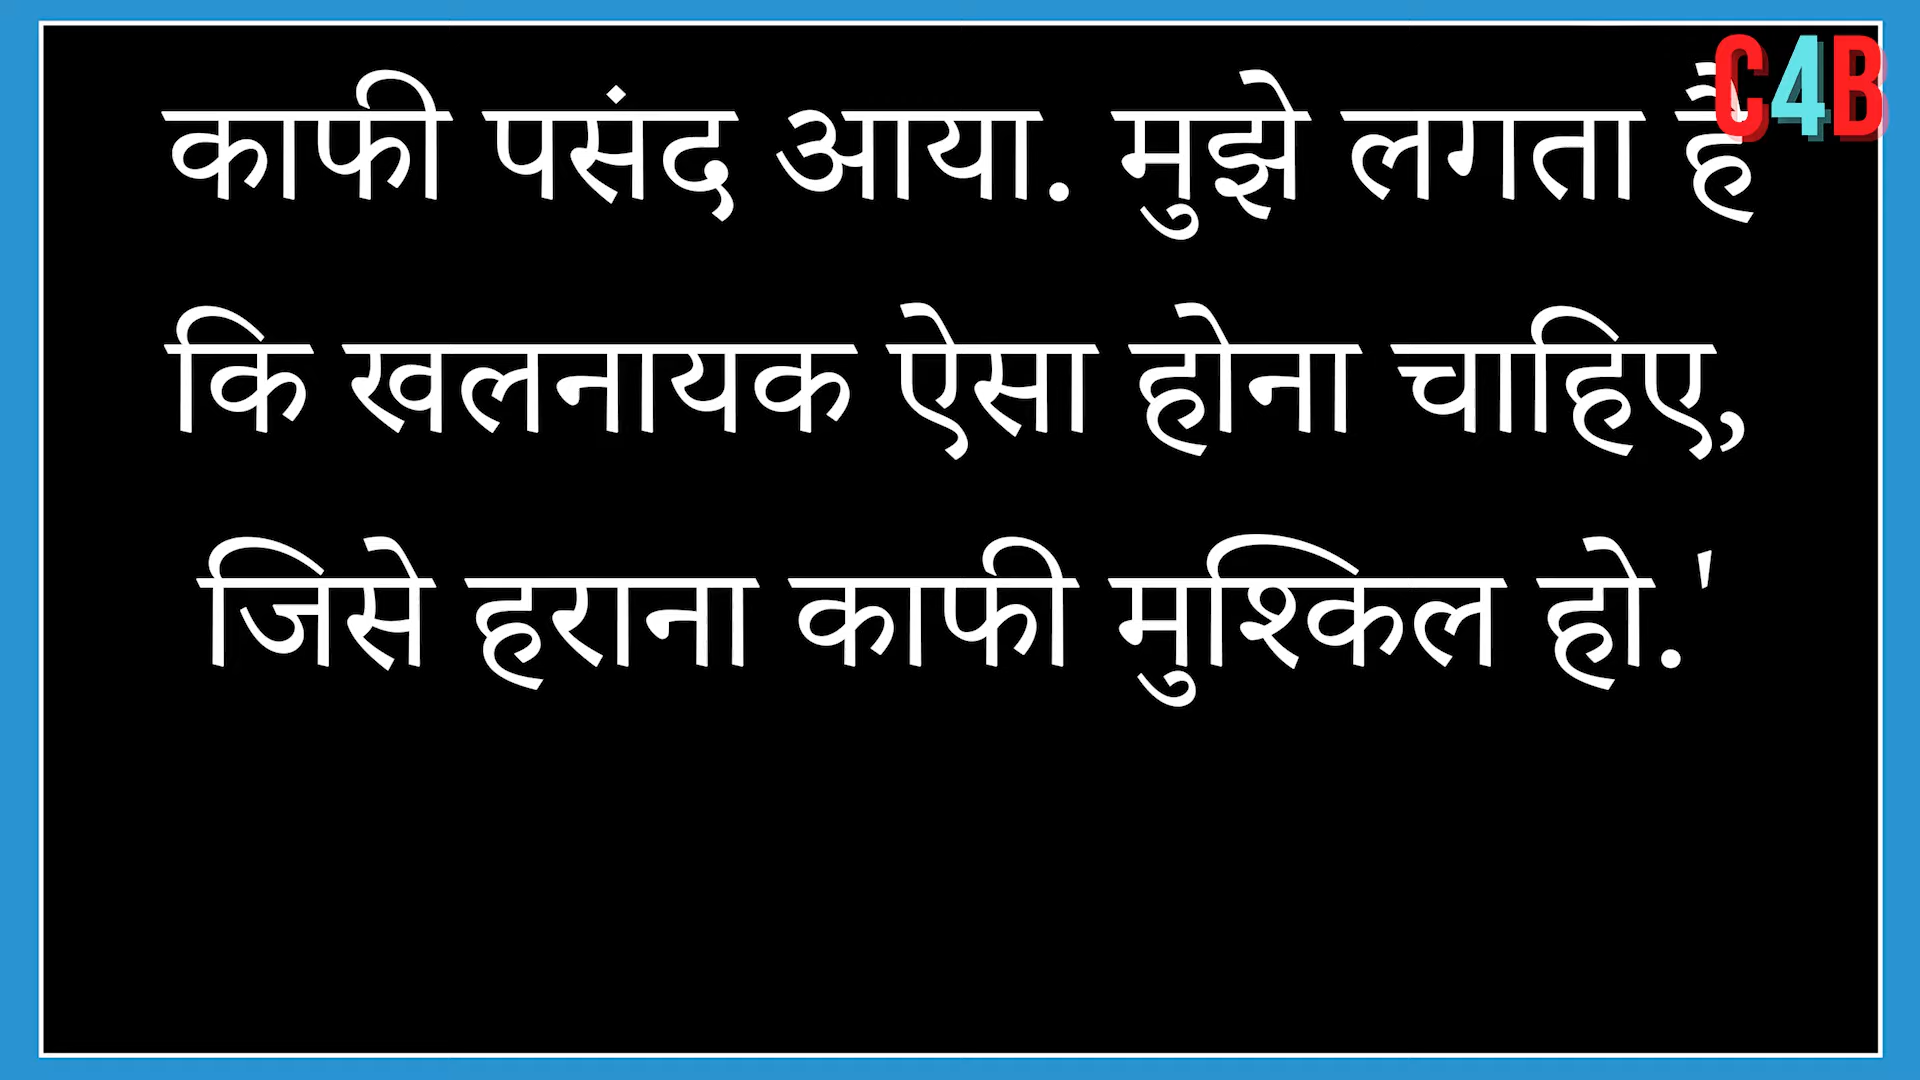 C4B
काफी पसंद आया. मुझे लगता है
कि खलनायक ऐसा होना चाहिए,
जिसे हराना काफी मुश्किल हो.'